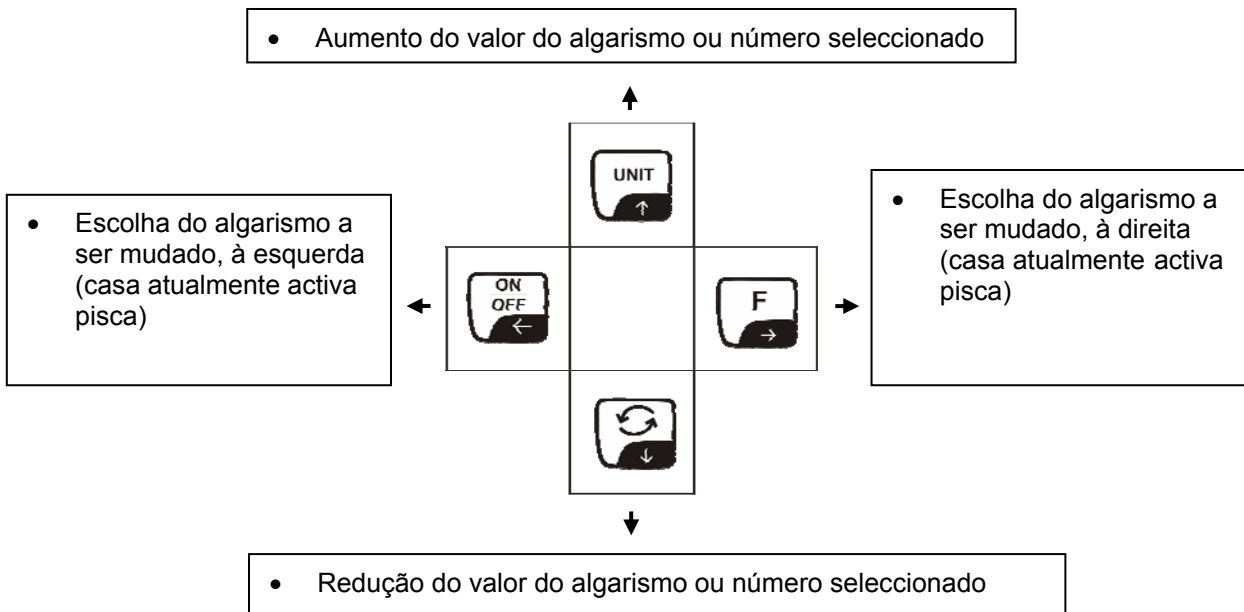 • Aumento do valor do algarismo ou número seleccionado
UNIT
↑
• Escolha do algarismo a
ser mudado, à esquerda
(casa atualmente activa
pisca)
ON
OFF
←
F
→
• Escolha do algarismo a
ser mudado, à direita
(casa atualmente activa
pisca)
↓
• Redução do valor do algarismo ou número seleccionado